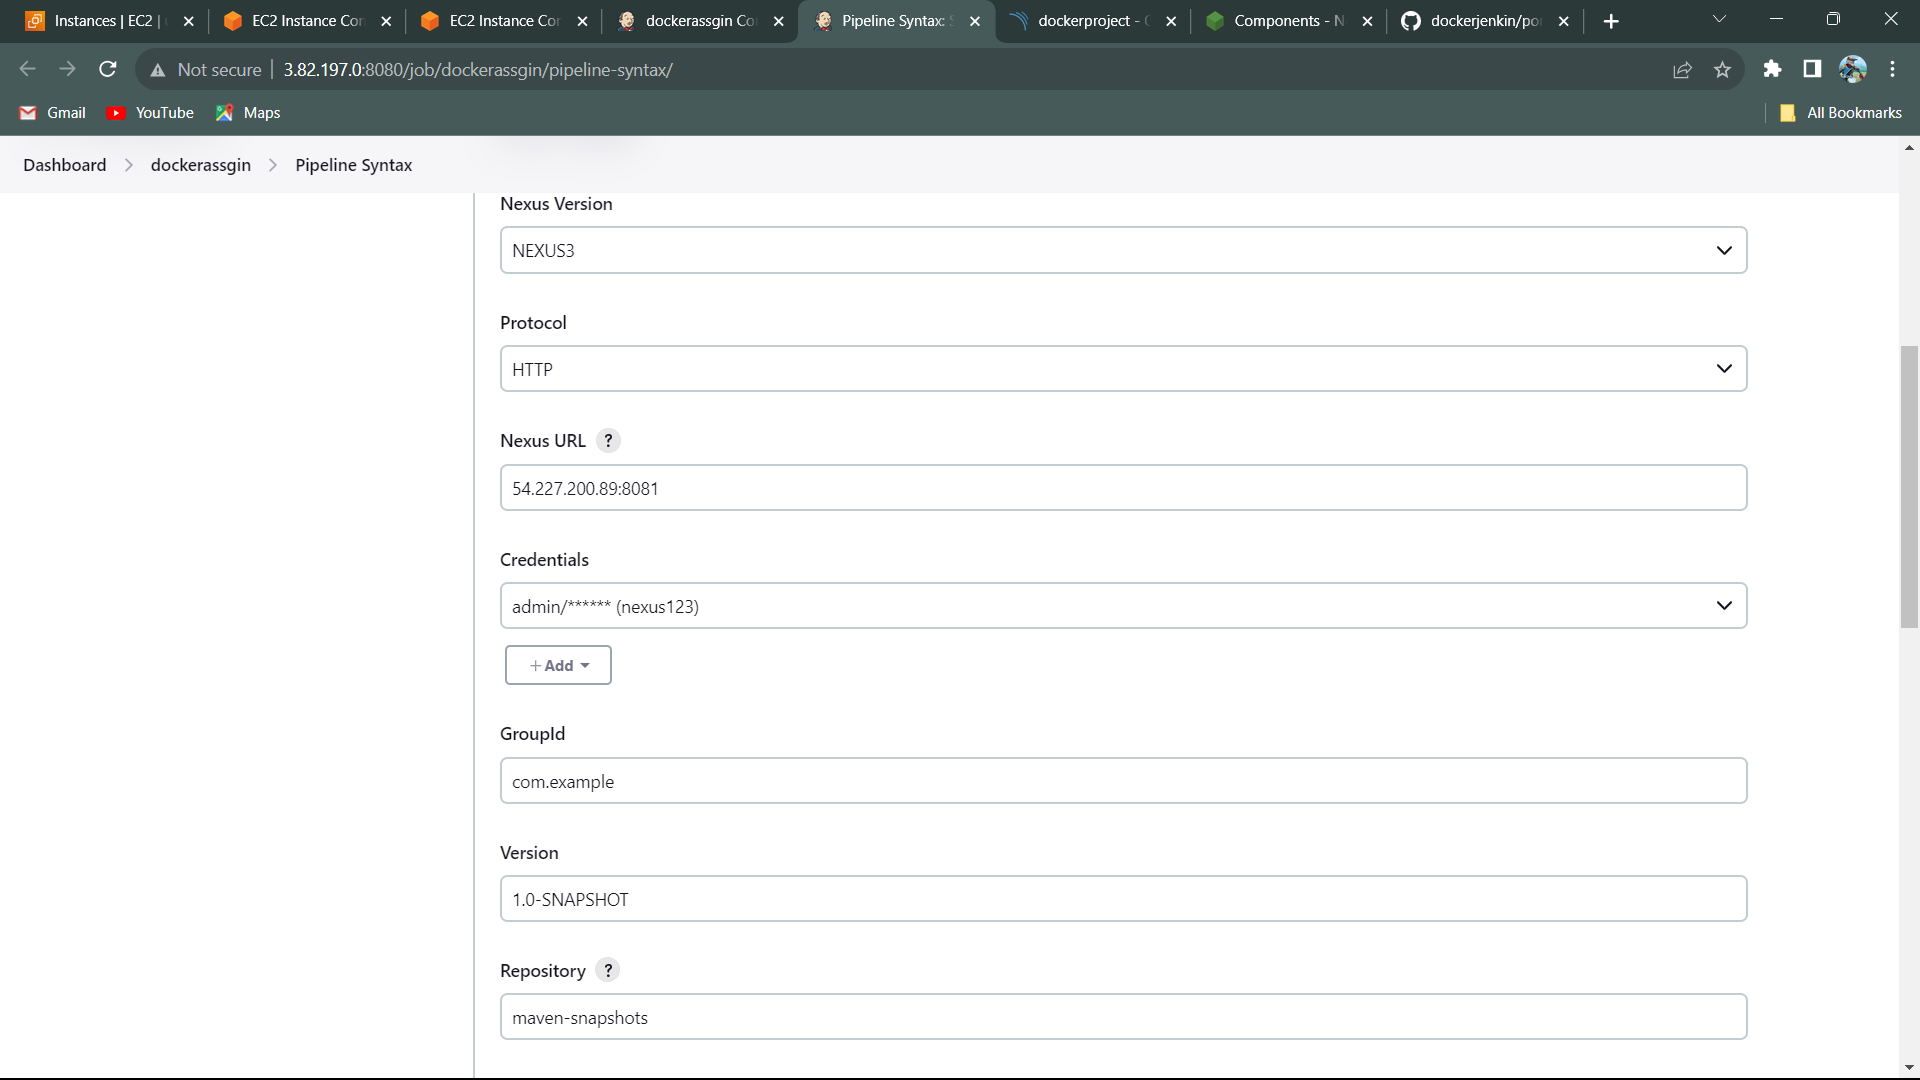 Instances | EC2 |
EC2 Instance Con
EC2 Instance Con
dockerassgin Co
Pipeline Syntax: S
dockerproject -
Components - N
dockerjenkin/po
Not secure
3.82.197.0:8080/job/dockerassgin/pipeline-syntax/
Gmail
YouTube
Maps
All Bookmarks
Dashboard
dockerassgin
Pipeline Syntax
Nexus Version
NEXUS3
Protocol
HTTP
Nexus URL ?
54.227.200.89:8081
Credentials
admin/****** (nexus123)
+ Add
GroupId
com.example
Version
1.0-SNAPSHOT
Repository ?
maven-snapshots